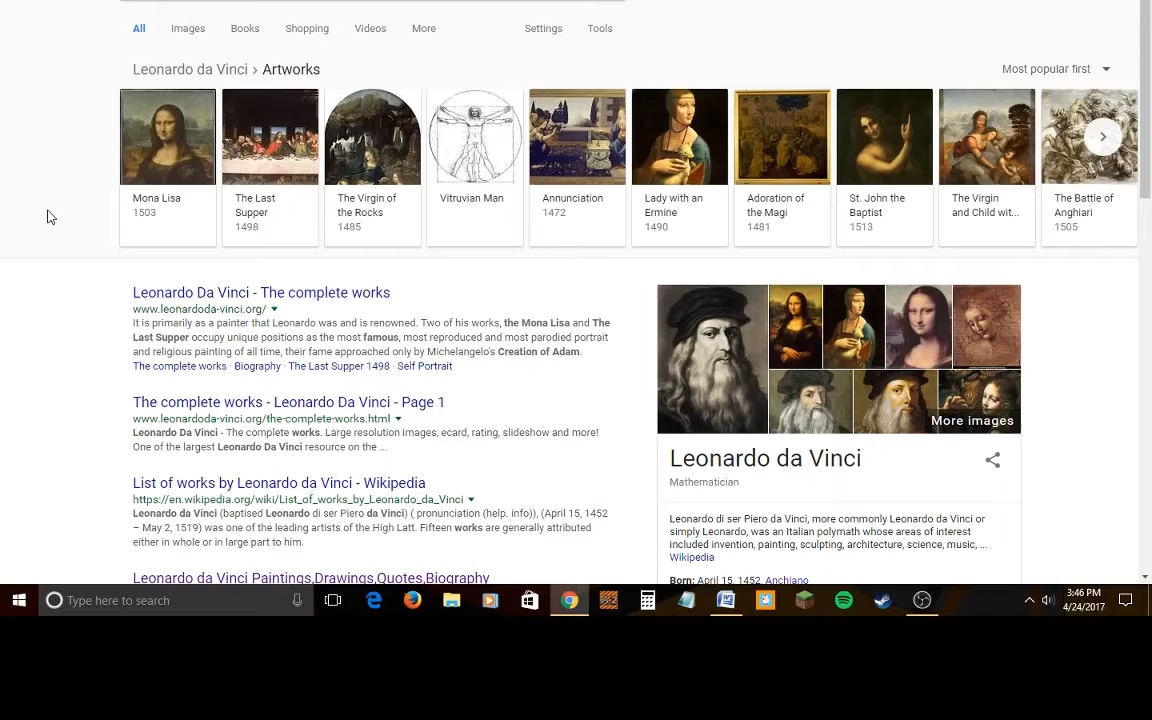 All Images Books Shopping Videos More Settings Tools
Leonardo da Vinci › Artworks
Most popular first
Mona Lisa
1503
The Last
Supper
1498
The Virgin of
the Rocks
1485
Vitruvian Man
Annunciation
1472
Lady with an
Ermine
1490
Adoration of
the Magi
1481
St. John the
Baptist
1513
The Virgin
and Child wit...
The Battle of
Anghiari
1505
Leonardo Da Vinci - The complete works
www.leonardoda-vinci.org/
It is primarily as a painter that Leonardo was and is renowned. Two of his works, the Mona Lisa and The
Last Supper occupy unique positions as the most famous, most reproduced and most parodied portrait
and religious painting of all time, their fame approached only by Michelangelo's Creation of Adam.
The complete works · Biography · The Last Supper 1498 · Self Portrait
The complete works - Leonardo Da Vinci - Page 1
www.leonardoda-vinci.org/the-complete-works.html
Leonardo Da Vinci - The complete works. Large resolution images, ecard, rating, slideshow and more!
One of the largest Leonardo Da Vinci resource on the ...
List of works by Leonardo da Vinci - Wikipedia
https://en.wikipedia.org/wiki/List_of_works_by_Leonardo_da_Vinci
Leonardo da Vinci (baptised Leonardo di ser Piero da Vinci) ( pronunciation (help. info)), (April 15, 1452
– May 2, 1519) was one of the leading artists of the High Latt. Fifteen works are generally attributed
either in whole or in large part to him.
Leonardo da Vinci Paintings,Drawings,Quotes,Biography
More images
Leonardo da Vinci
Mathematician
Leonardo di ser Piero da Vinci, more commonly Leonardo da Vinci or
simply Leonardo, was an Italian polymath whose areas of interest
included invention, painting, sculpting, architecture, science, music, ...
Wikipedia
Born: April 15, 1452, Anchiano
Type here to search
3:46 PM
4/24/2017